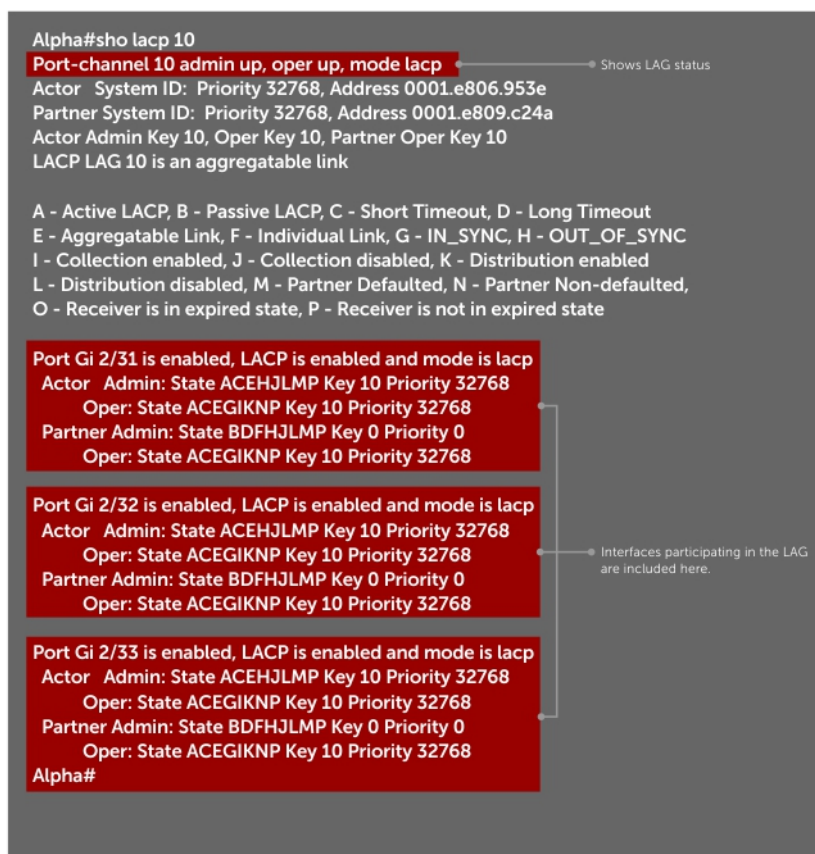 Alpha#sho lacp 10
Port-channel 10 admin up, oper up, mode lacp
Shows LAG status
Actor System ID: Priority 32768, Address 0001.e806.953e
Partner System ID: Priority 32768, Address 0001.e809.c24a
Actor Admin Key 10, Oper Key 10, Partner Oper Key 10
LACP LAG 10 is an aggregatable link
A - Active LACP, B - Passive LACP, C - Short Timeout, D - Long Timeout
E - Aggregatable Link, F - Individual Link, G - IN_SYNC, H - OUT_OF_SYNC
I - Collection enabled, J - Collection disabled, K - Distribution enabled
L - Distribution disabled, M - Partner Defaulted, N - Partner Non-defaulted,
O - Receiver is in expired state, P - Receiver is not in expired state
Port Gi 2/31 is enabled, LACP is enabled and mode is lacp
Actor Admin: State ACEHJLMP Key 10 Priority 32768
Oper: State ACEGIKNP Key 10 Priority 32768
Partner Admin: State BDFHJLMP Key 0 Priority 0
Oper: State ACEGIKNP Key 10 Priority 32768
Port Gi 2/32 is enabled, LACP is enabled and mode is lacp
Actor Admin: State ACEHJLMP Key 10 Priority 32768
Oper: State ACEGIKNP Key 10 Priority 32768
Partner Admin: State BDFHJLMP Key 0 Priority 0
Oper: State ACEGIKNP Key 10 Priority 32768
Interfaces participating in the LAG
are included here.
Port Gi 2/33 is enabled, LACP is enabled and mode is lacp
Actor Admin: State ACEHJLMP Key 10 Priority 32768
Oper: State ACEGIKNP Key 10 Priority 32768
Partner Admin: State BDFHJLMP Key 0 Priority 0
Oper: State ACEGIKNP Key 10 Priority 32768
Alpha#